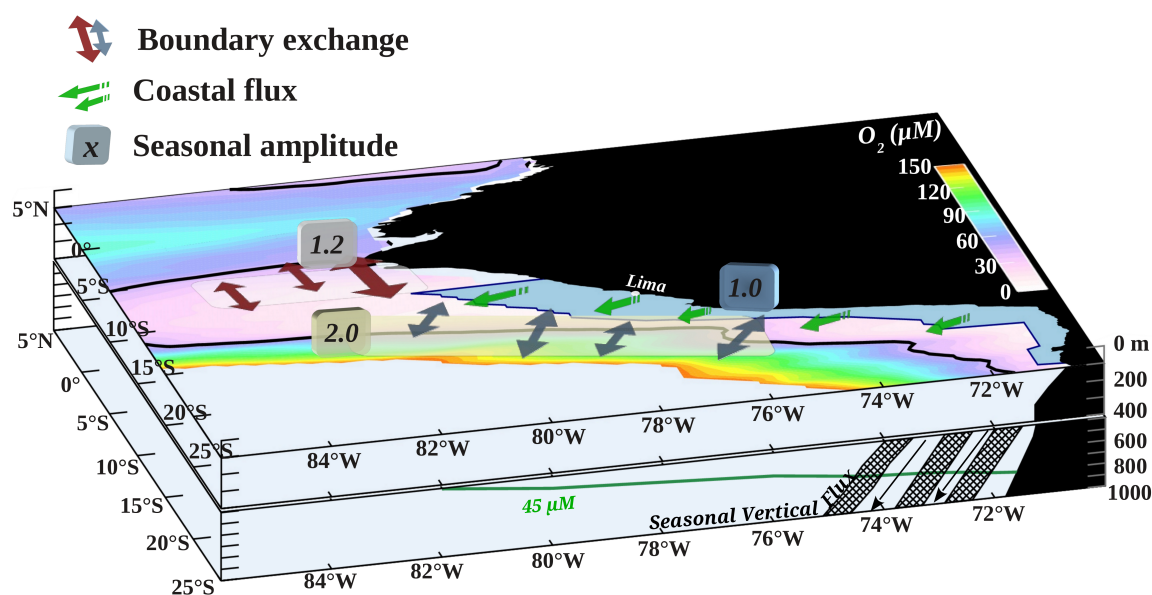 Boundary exchange
Coastal flux
x Seasonal amplitude
O2 (μM)
150
120
90
60
30
0
5°N
0°
5°S
10°S
15°S
20°S
25°S
1.2
Lima
1.0
2.0
5°N
0°
5°S
10°S
15°S
20°S
25°S
84°W
82°W
80°W
78°W
76°W
74°W
72°W
0 m
200
400
600
800
1000
45 μM
Seasonal Vertical Flux
84°W
82°W
80°W
78°W
76°W
74°W
72°W